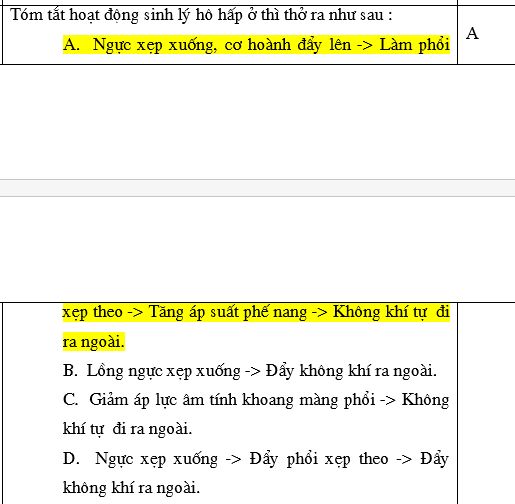 Tóm tắt hoạt động sinh lý hô hấp ở thì thở ra như sau :
A. Ngực xẹp xuống, cơ hoành đẩy lên -> Làm phổi
A
xẹp theo -> Tăng áp suất phế nang -> Không khí tự đi
ra ngoài.
B. Lồng ngực xẹp xuống -> Đẩy không khí ra ngoài.
C. Giảm áp lực âm tính khoang màng phổi -> Không
khí tự đi ra ngoài.
D. Ngực xẹp xuống -> Đẩy phổi xẹp theo -> Đẩy
không khí ra ngoài.